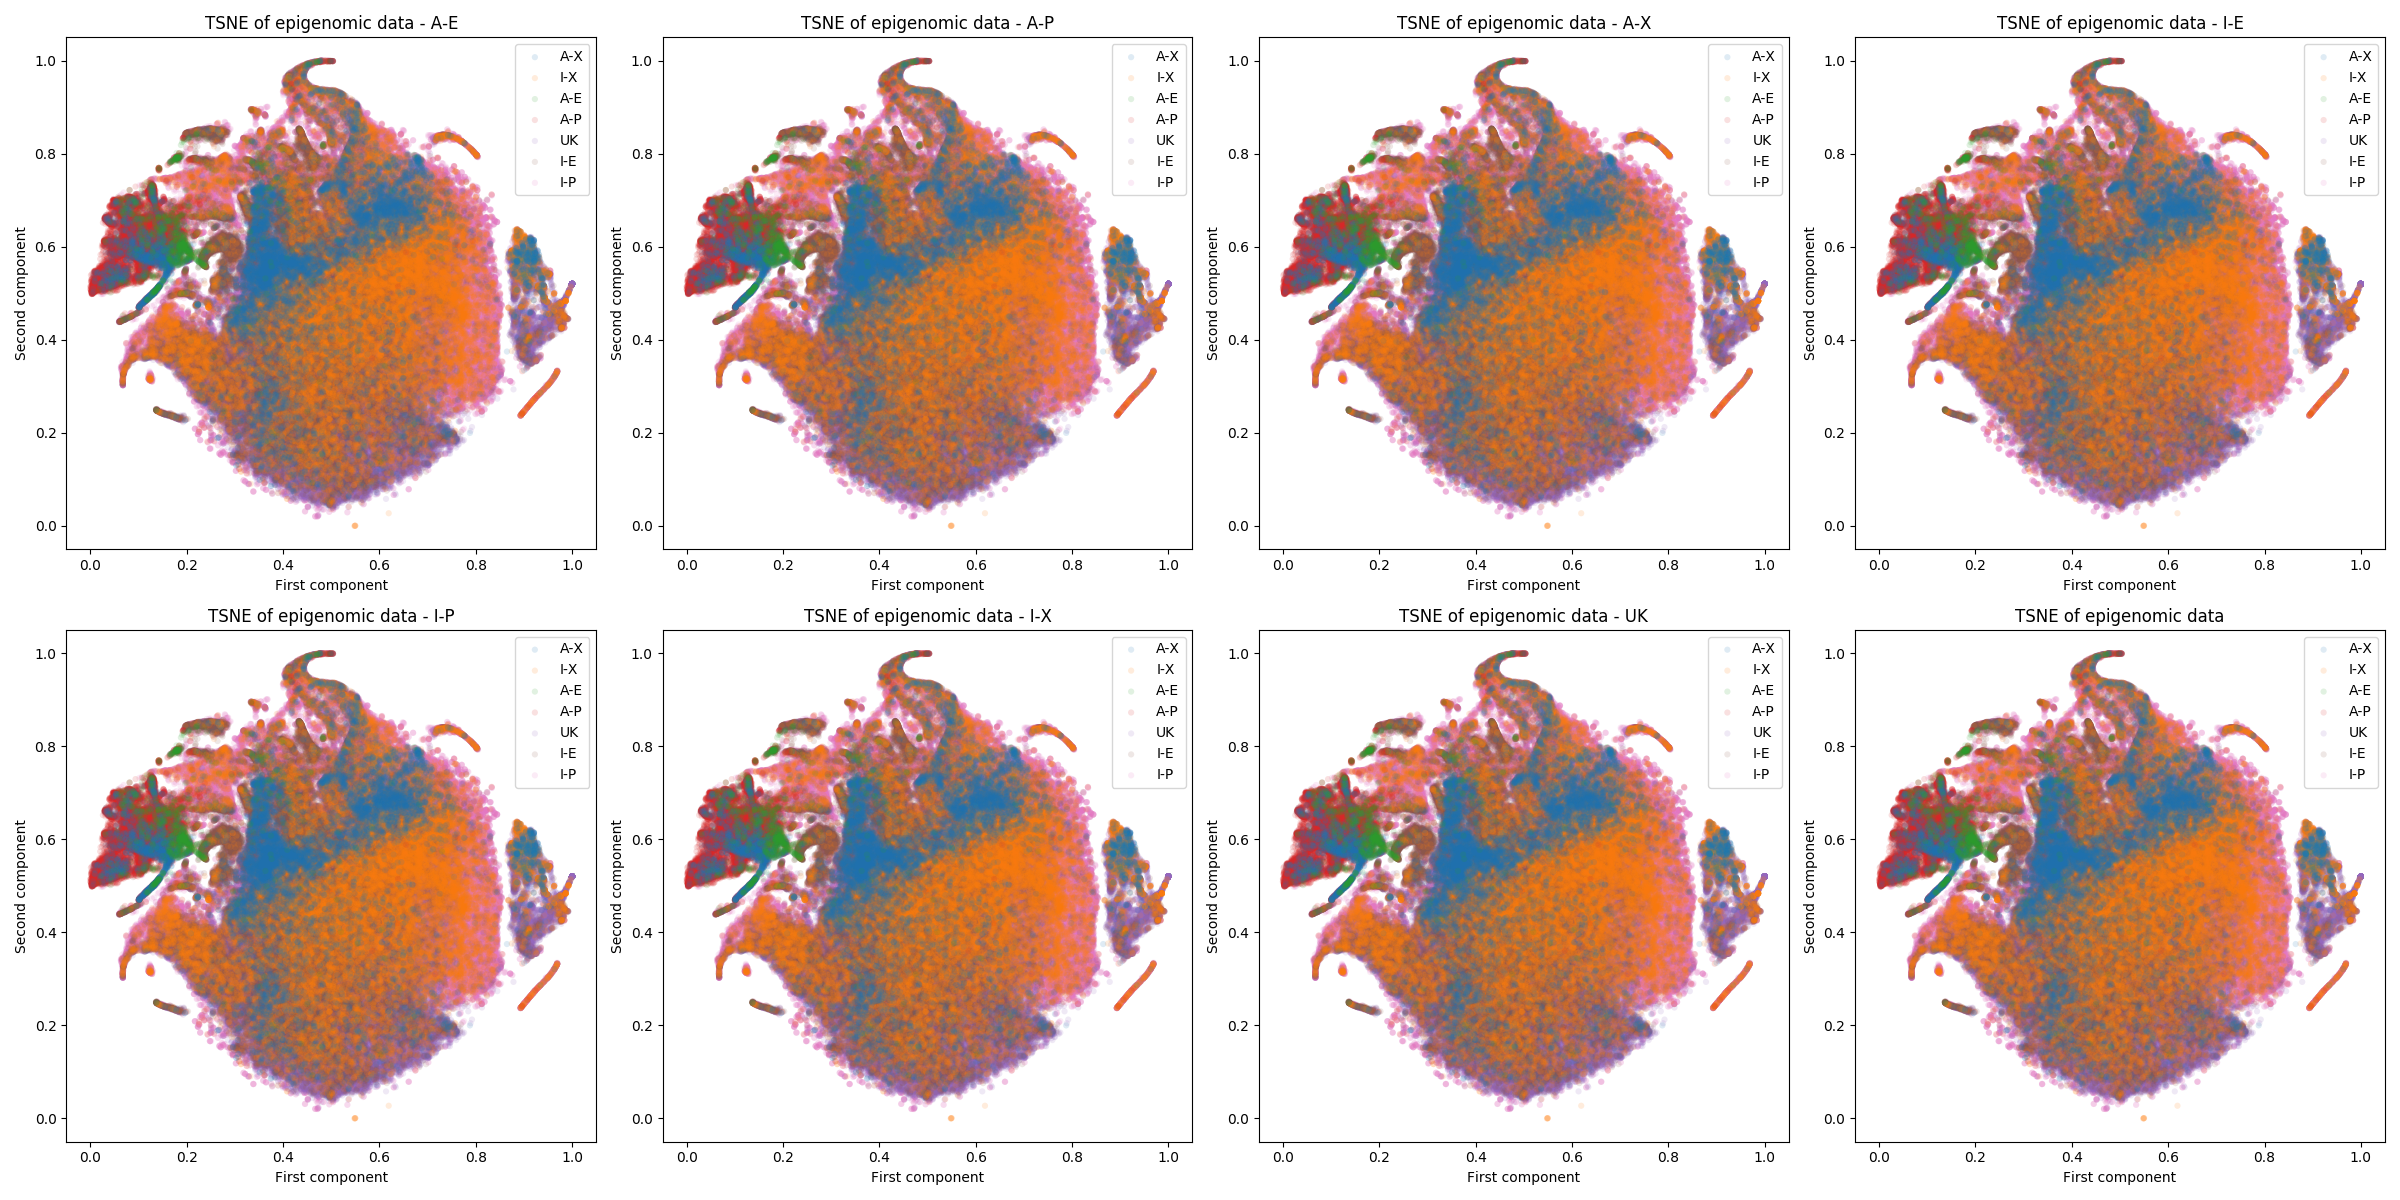 TSNE of epigenomic data - A-E
1.0
0.8
0.6
0.4
0.2
0.0
Second component
A-X
I-X
A-E
A-P
UK
I-E
I-P
0.0 0.2 0.4 0.6 0.8 1.0
First component
TSNE of epigenomic data - A-P
1.0
0.8
0.6
0.4
0.2
0.0
Second component
A-X
I-X
A-E
A-P
UK
I-E
I-P
0.0 0.2 0.4 0.6 0.8 1.0
First component
TSNE of epigenomic data - A-X
1.0
0.8
0.6
0.4
0.2
0.0
Second component
A-X
I-X
A-E
A-P
UK
I-E
I-P
0.0 0.2 0.4 0.6 0.8 1.0
First component
TSNE of epigenomic data - I-E
1.0
0.8
0.6
0.4
0.2
0.0
Second component
A-X
I-X
A-E
A-P
UK
I-E
I-P
0.0 0.2 0.4 0.6 0.8 1.0
First component
TSNE of epigenomic data - I-P
1.0
0.8
0.6
0.4
0.2
0.0
Second component
A-X
I-X
A-E
A-P
UK
I-E
I-P
0.0 0.2 0.4 0.6 0.8 1.0
First component
TSNE of epigenomic data - I-X
1.0
0.8
0.6
0.4
0.2
0.0
Second component
A-X
I-X
A-E
A-P
UK
I-E
I-P
0.0 0.2 0.4 0.6 0.8 1.0
First component
TSNE of epigenomic data - UK
1.0
0.8
0.6
0.4
0.2
0.0
Second component
A-X
I-X
A-E
A-P
UK
I-E
I-P
0.0 0.2 0.4 0.6 0.8 1.0
First component
TSNE of epigenomic data
1.0
0.8
0.6
0.4
0.2
0.0
Second component
A-X
I-X
A-E
A-P
UK
I-E
I-P
0.0 0.2 0.4 0.6 0.8 1.0
First component